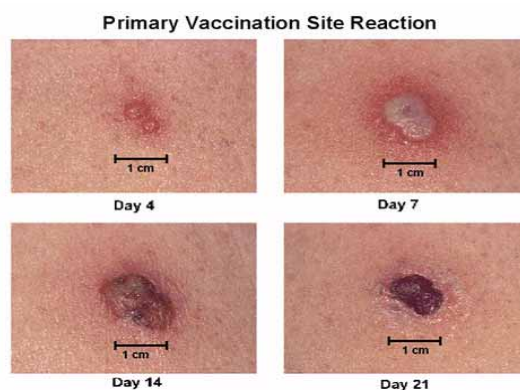 Primary Vaccination Site Reaction
1 cm
1 cm
Day 4
Day 7
1 cm
1 cm
Day 14
Day 21